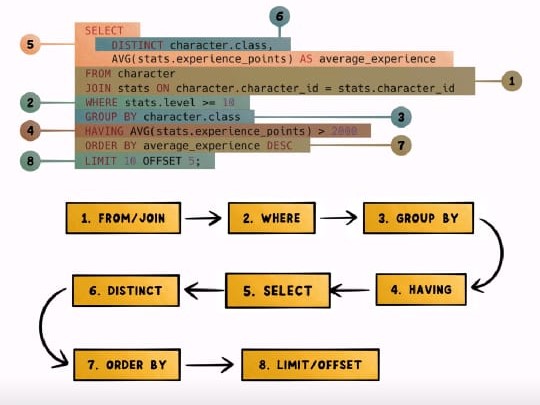 6
SELECT
5
DISTINCT character.class,
AVG(stats.experience_points) AS average_experience
FROM character
1
JOIN stats ON character.character_id = stats.character_id
2
WHERE stats.level >= 10
GROUP BY character.class
3
4
HAVING AVG(stats.experience_points) > 2000
ORDER BY average_experience DESC
7
8
LIMIT 10 OFFSET 5;
1. FROM/JOIN
2. WHERE
3. GROUP BY
6. DISTINCT
5. SELECT
4. HAVING
7. ORDER BY
8. LIMIT/OFFSET